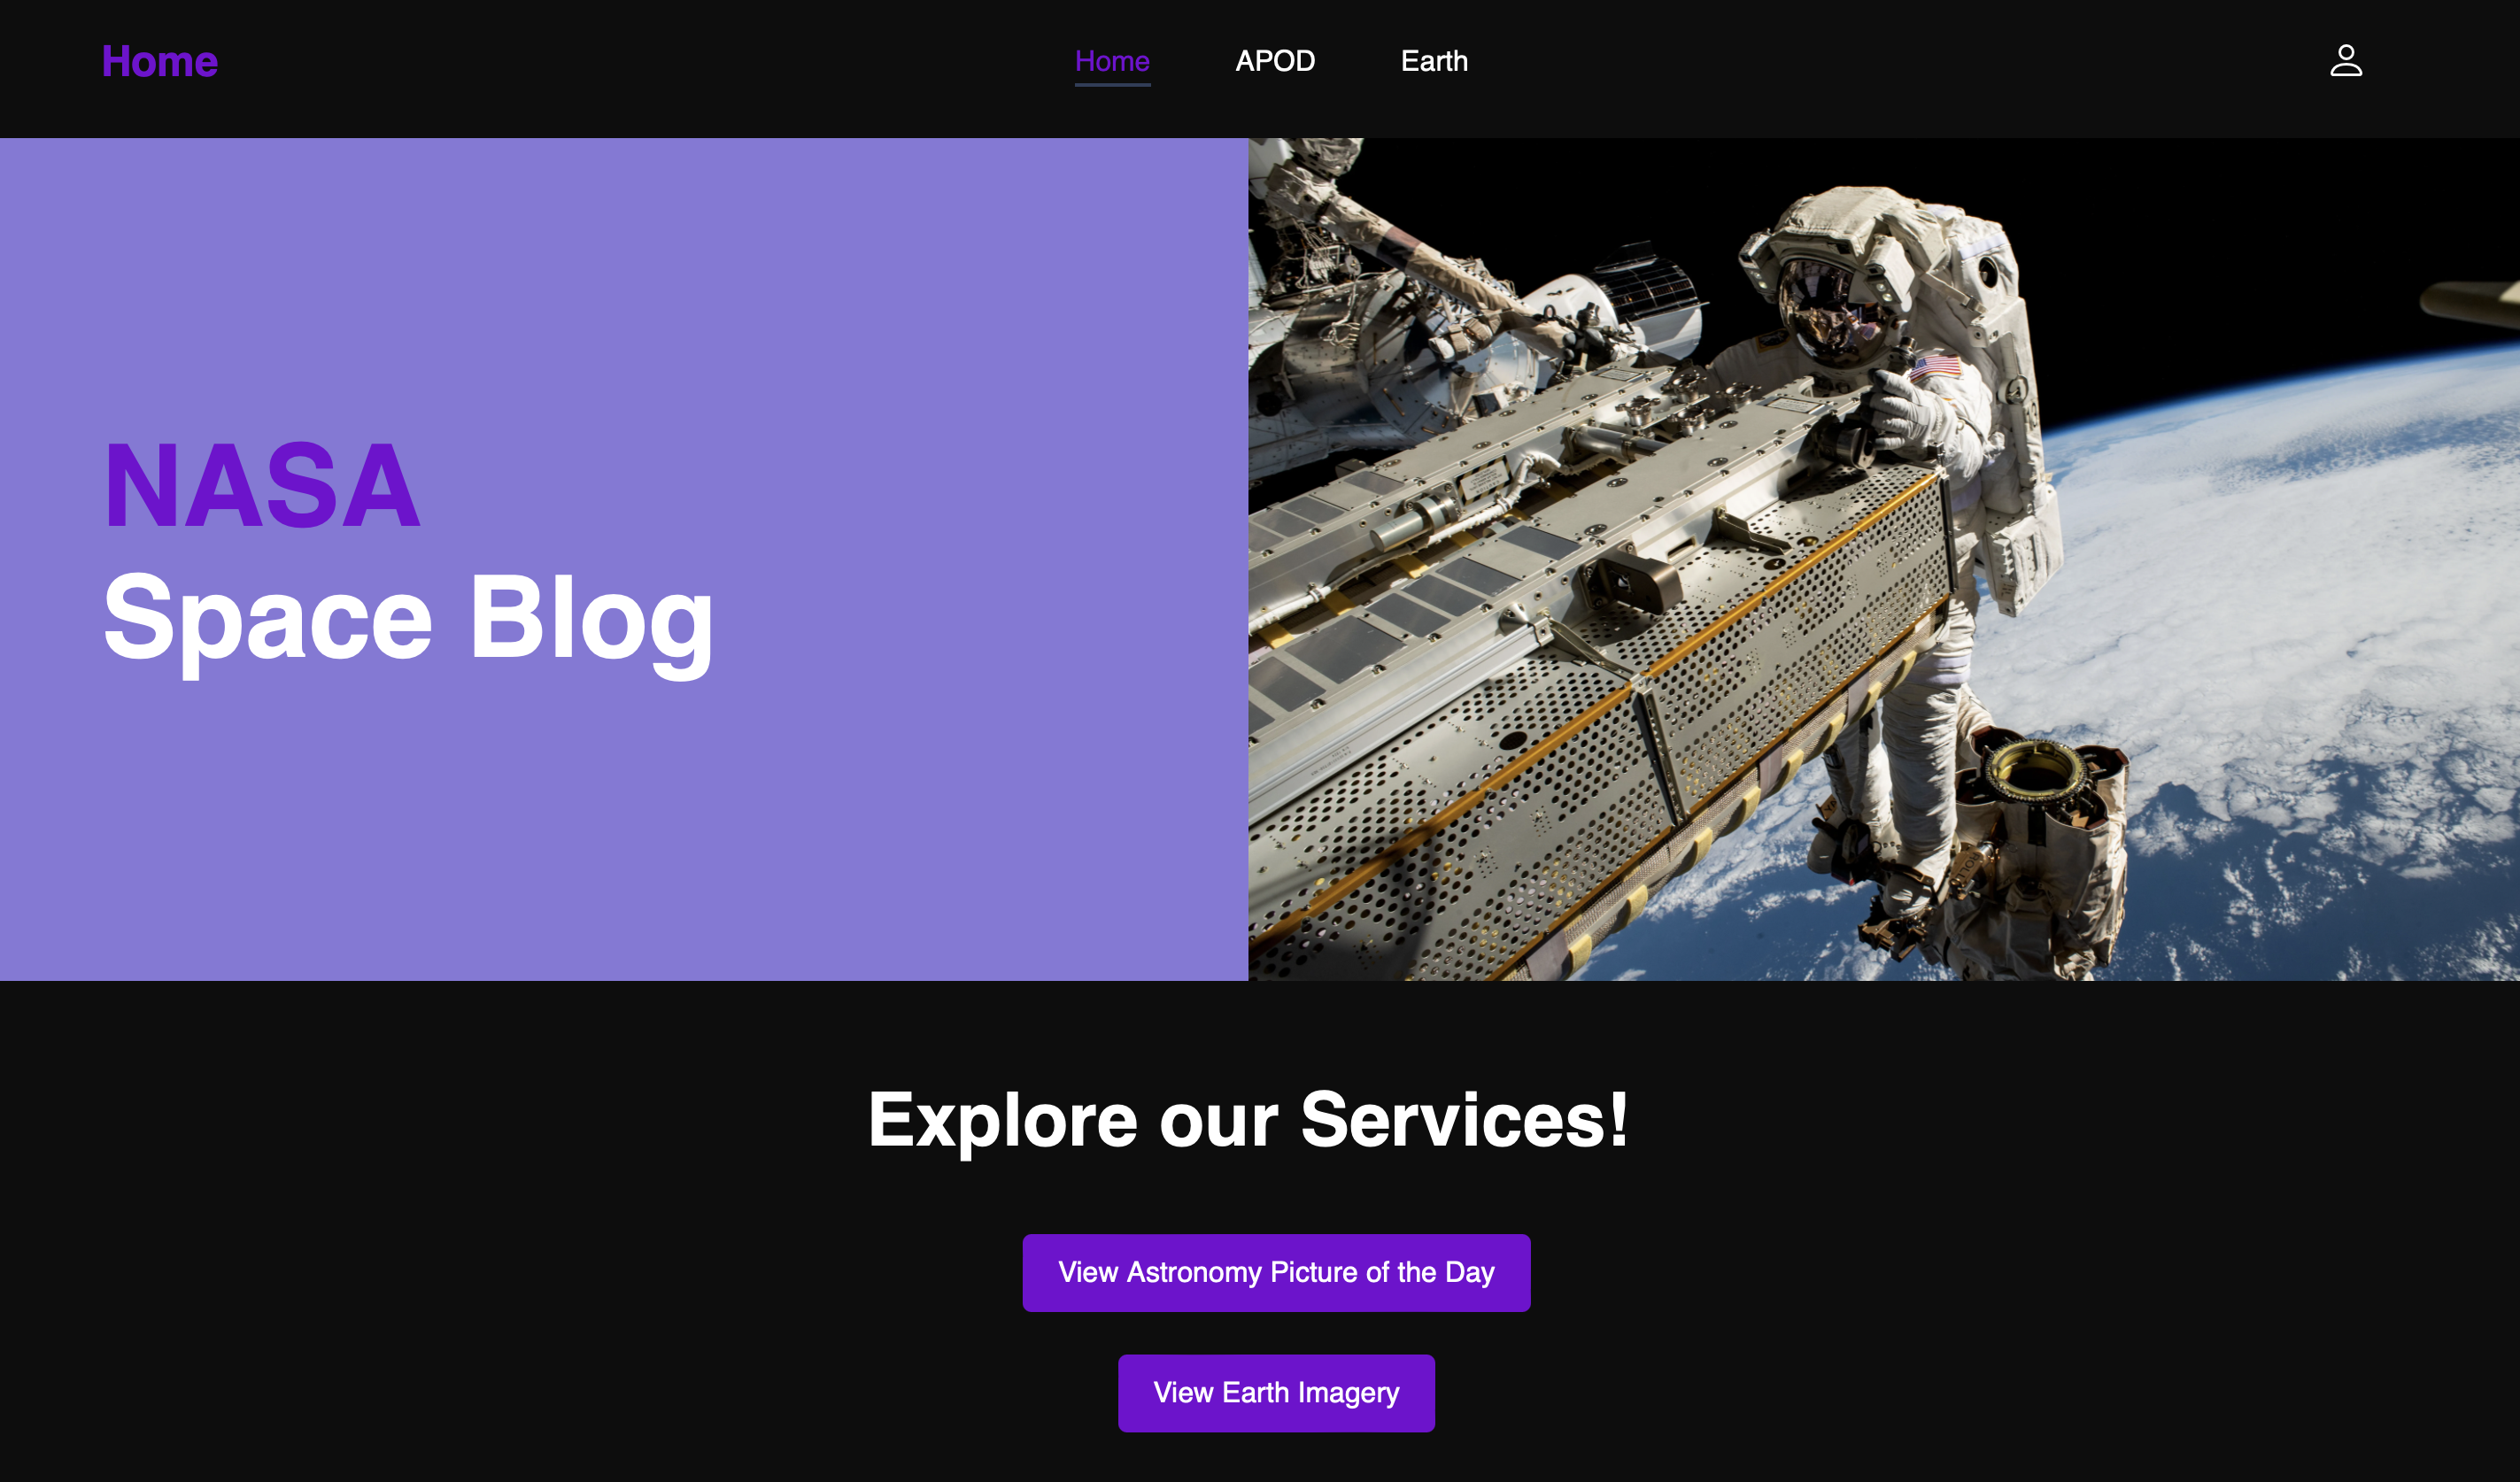 Home
Home
APOD
Earth
NASA
Space Blog
Explore our Services!
View Astronomy Picture of the Day
View Earth Imagery